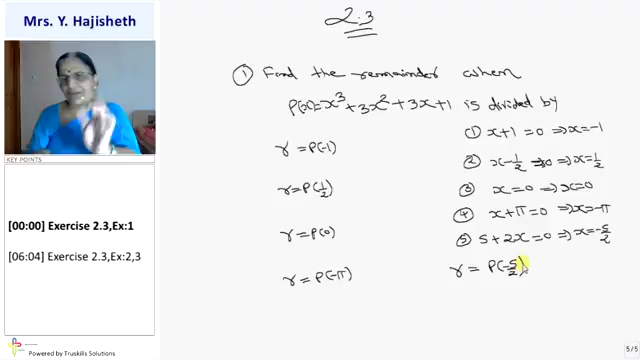 Mrs. Y. Hajisheth
KEY POINTS
[00:00] Exercise 2.3,Ex:1
[06:04] Exercise 2.3,Ex:2,3
Powered by Truskills Solutions
2.3
① Find the remainder when
P(x)=x³+3x²+3x+1 is divided by
① x+1=0 ⇒x=-1
r=P(-1)
② x-1/2=0 ⇒x=1/2
r=P(1/2)
③ x=0 ⇒x=0
r=P(0)
④ x+π=0 ⇒x=-π
⑤ 5+2x=0 ⇒x=-5/2
r=P(-π)
r = P(-5/2)
5/5